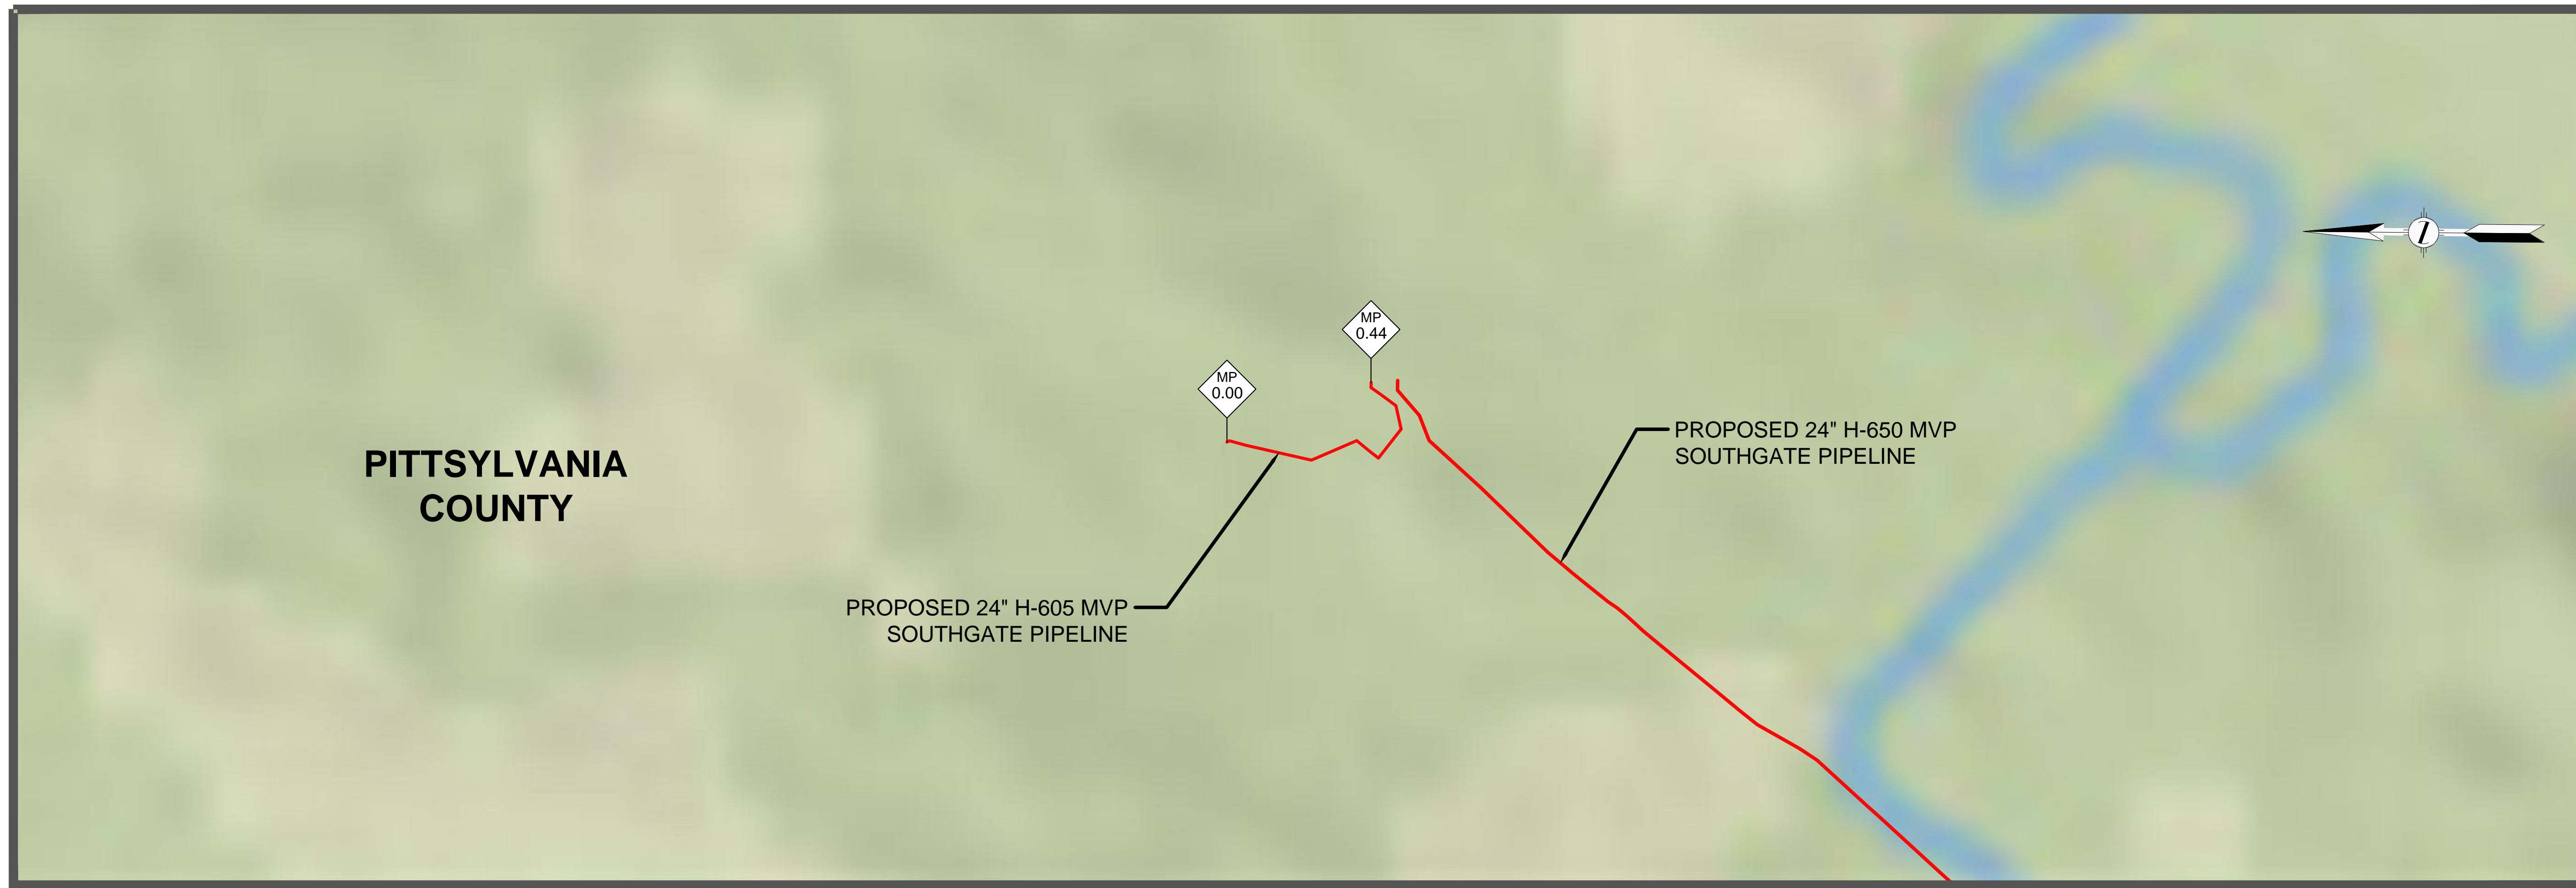 MP
0.44
MP
0.00
PROPOSED 24" H-650 MVP
SOUTHGATE PIPELINE
PITTSYLVANIA
COUNTY
PROPOSED 24" H-605 MVP
SOUTHGATE PIPELINE